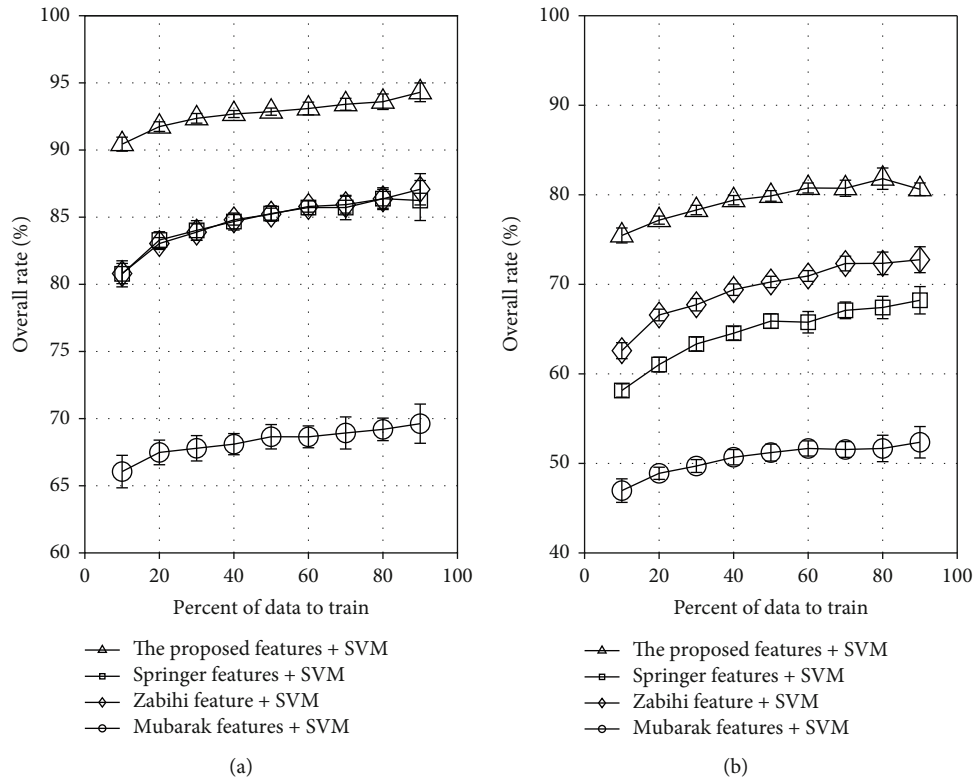 100
95
90
85
80
75
70
65
60
Overall rate (%)
0 20 40 60 80 100
Percent of data to train
The proposed features + SVM
Springer features + SVM
Zabihi feature + SVM
Mubarak features + SVM
(a)
100
90
80
70
60
50
40
Overall rate (%)
0 20 40 60 80 100
Percent of data to train
The proposed features + SVM
Springer features + SVM
Zabihi feature + SVM
Mubarak features + SVM
(b)